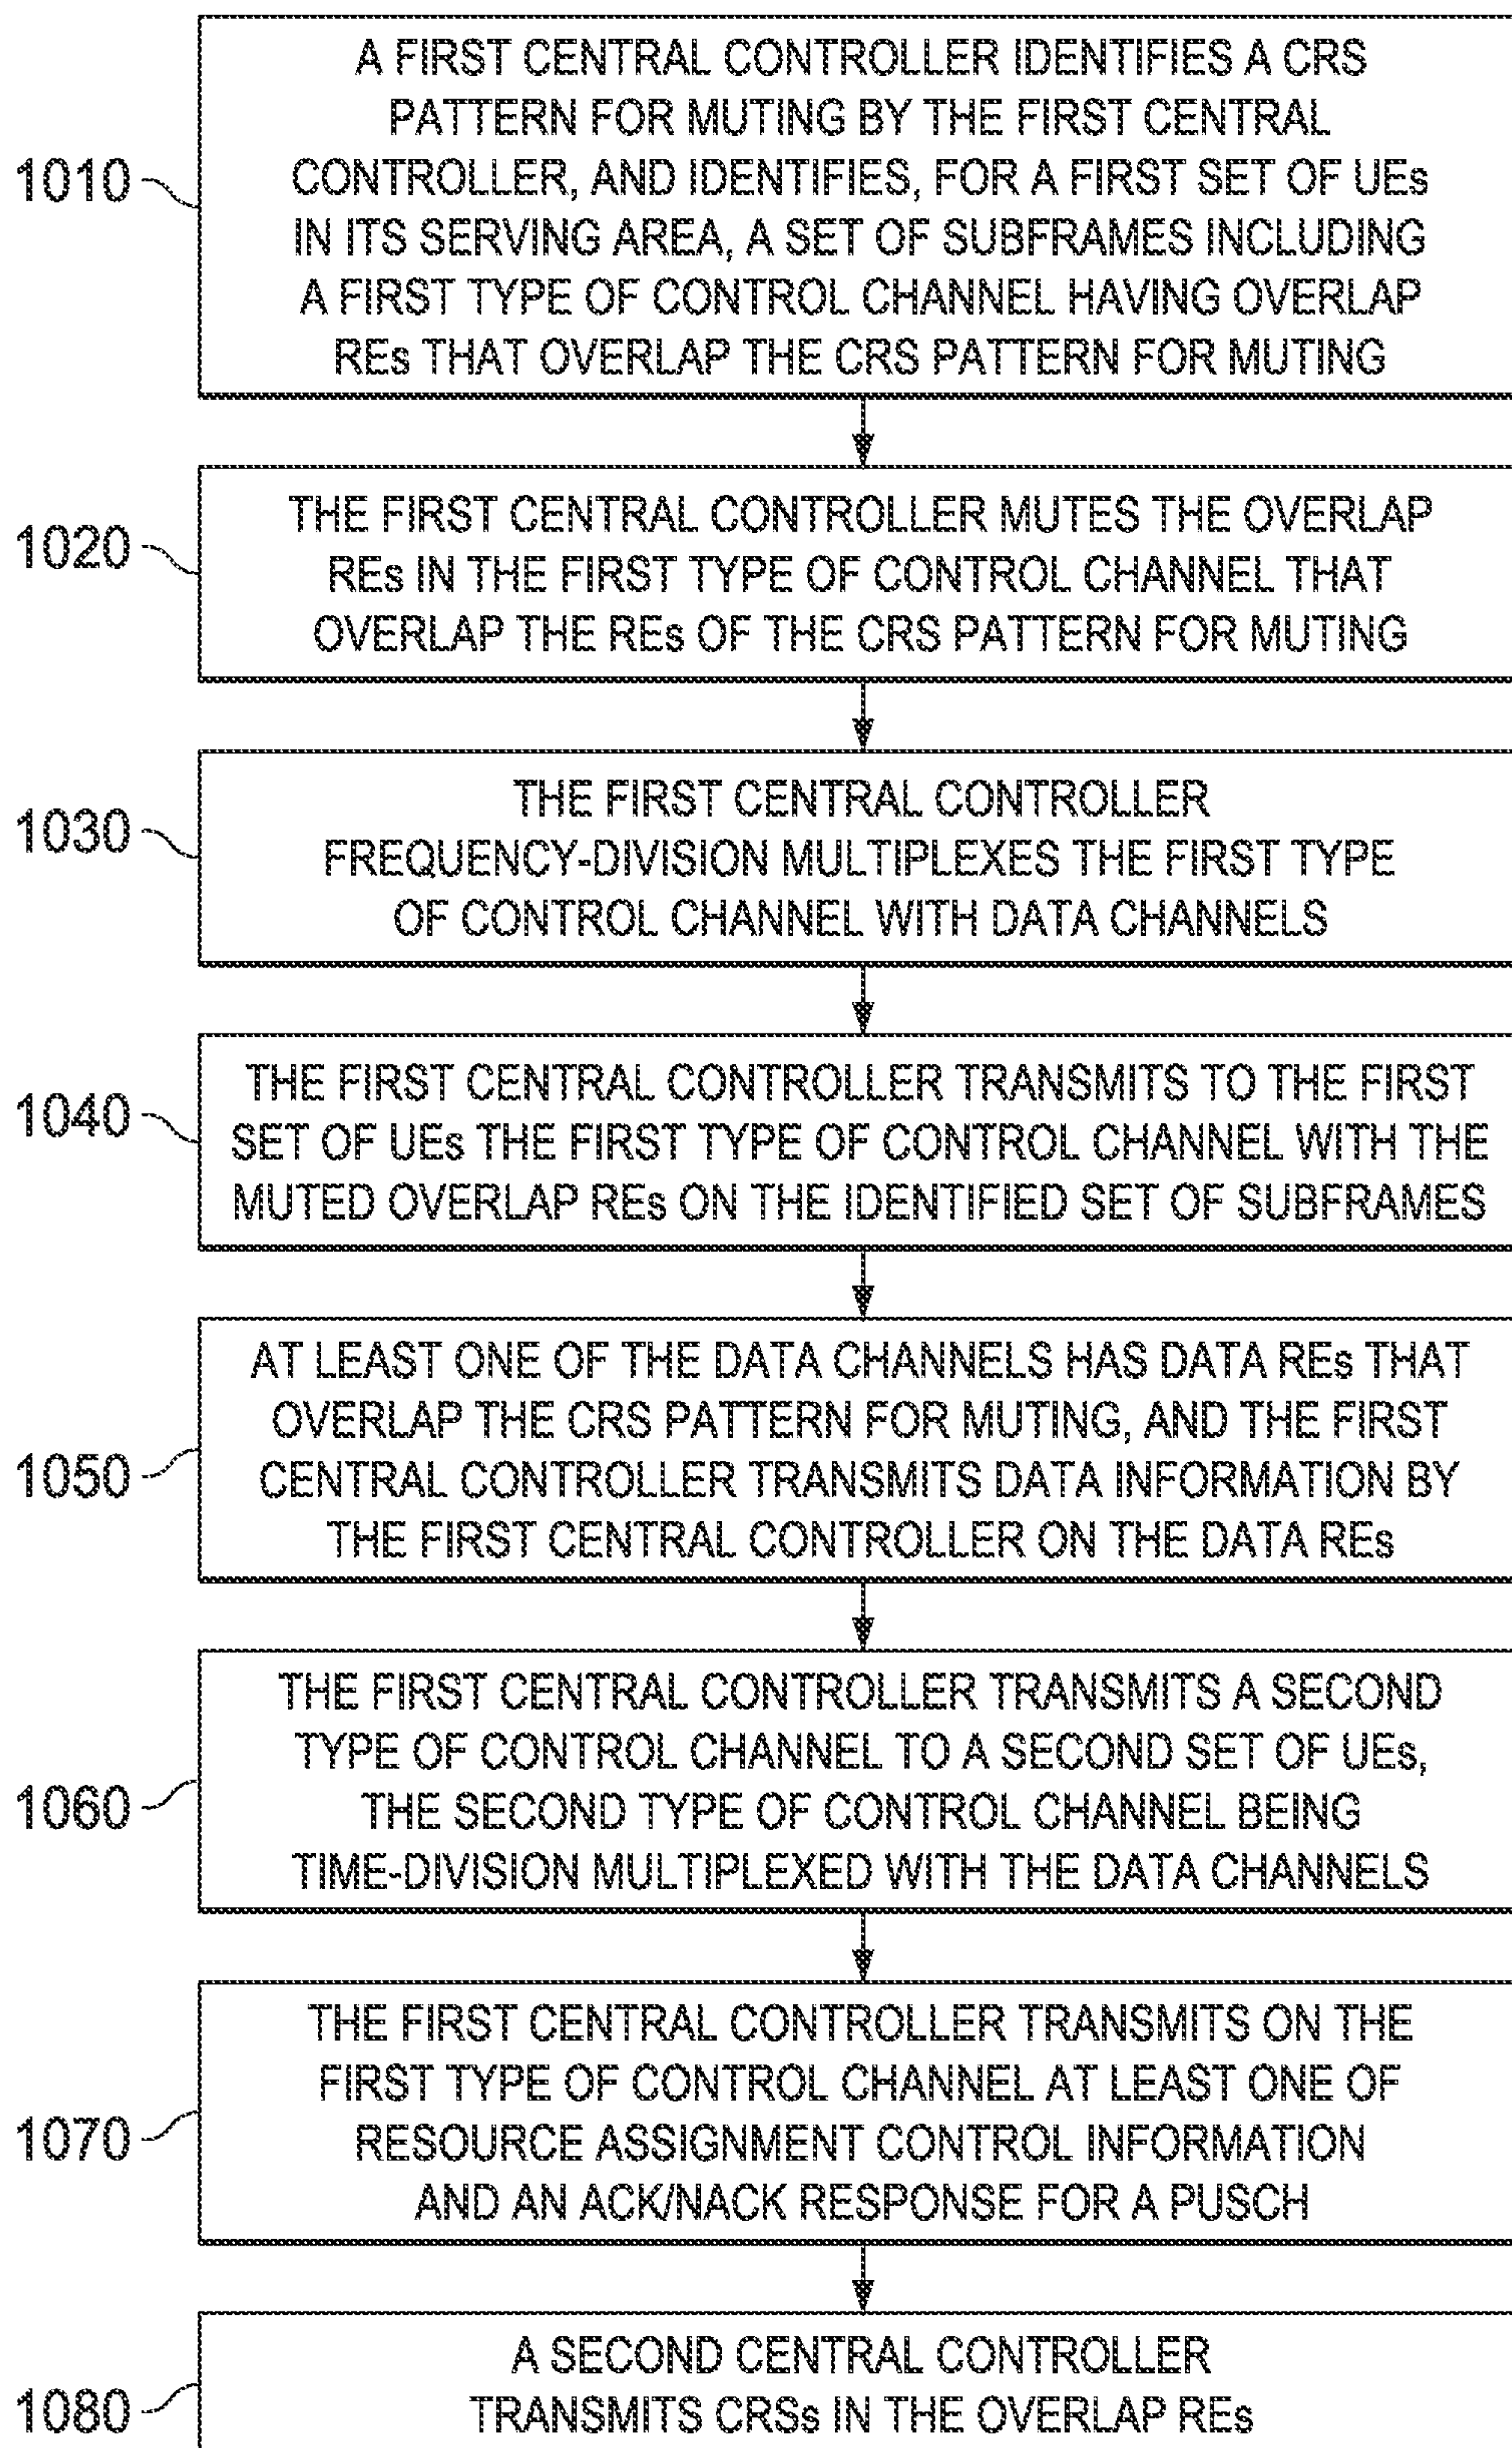 A FIRST CENTRAL CONTROLLER IDENTIFIES A CRS
PATTERN FOR MUTING BY THE FIRST CENTRAL
1010
CONTROLLER, AND IDENTIFIES, FOR A FIRST SET OF UEs
IN ITS SERVING AREA, A SET OF SUBFRAMES INCLUDING
A FIRST TYPE OF CONTROL CHANNEL HAVING OVERLAP
REs THAT OVERLAP THE CRS PATTERN FOR MUTING
1020
THE FIRST CENTRAL CONTROLLER MUTES THE OVERLAP
REs IN THE FIRST TYPE OF CONTROL CHANNEL THAT
OVERLAP THE REs OF THE CRS PATTERN FOR MUTING
1030
THE FIRST CENTRAL CONTROLLER
FREQUENCY-DIVISION MULTIPLEXES THE FIRST TYPE
OF CONTROL CHANNEL WITH DATA CHANNELS
1040
THE FIRST CENTRAL CONTROLLER TRANSMITS TO THE FIRST
SET OF UEs THE FIRST TYPE OF CONTROL CHANNEL WITH THE
MUTED OVERLAP REs ON THE IDENTIFIED SET OF SUBFRAMES
1050
AT LEAST ONE OF THE DATA CHANNELS HAS DATA REs THAT
OVERLAP THE CRS PATTERN FOR MUTING, AND THE FIRST
CENTRAL CONTROLLER TRANSMITS DATA INFORMATION BY
THE FIRST CENTRAL CONTROLLER ON THE DATA REs
1060
THE FIRST CENTRAL CONTROLLER TRANSMITS A SECOND
TYPE OF CONTROL CHANNEL TO A SECOND SET OF UEs,
THE SECOND TYPE OF CONTROL CHANNEL BEING
TIME-DIVISION MULTIPLEXED WITH THE DATA CHANNELS
1070
THE FIRST CENTRAL CONTROLLER TRANSMITS ON THE
FIRST TYPE OF CONTROL CHANNEL AT LEAST ONE OF
RESOURCE ASSIGNMENT CONTROL INFORMATION
AND AN ACK/NACK RESPONSE FOR A PUSCH
1080
A SECOND CENTRAL CONTROLLER
TRANSMITS CRSs IN THE OVERLAP REs